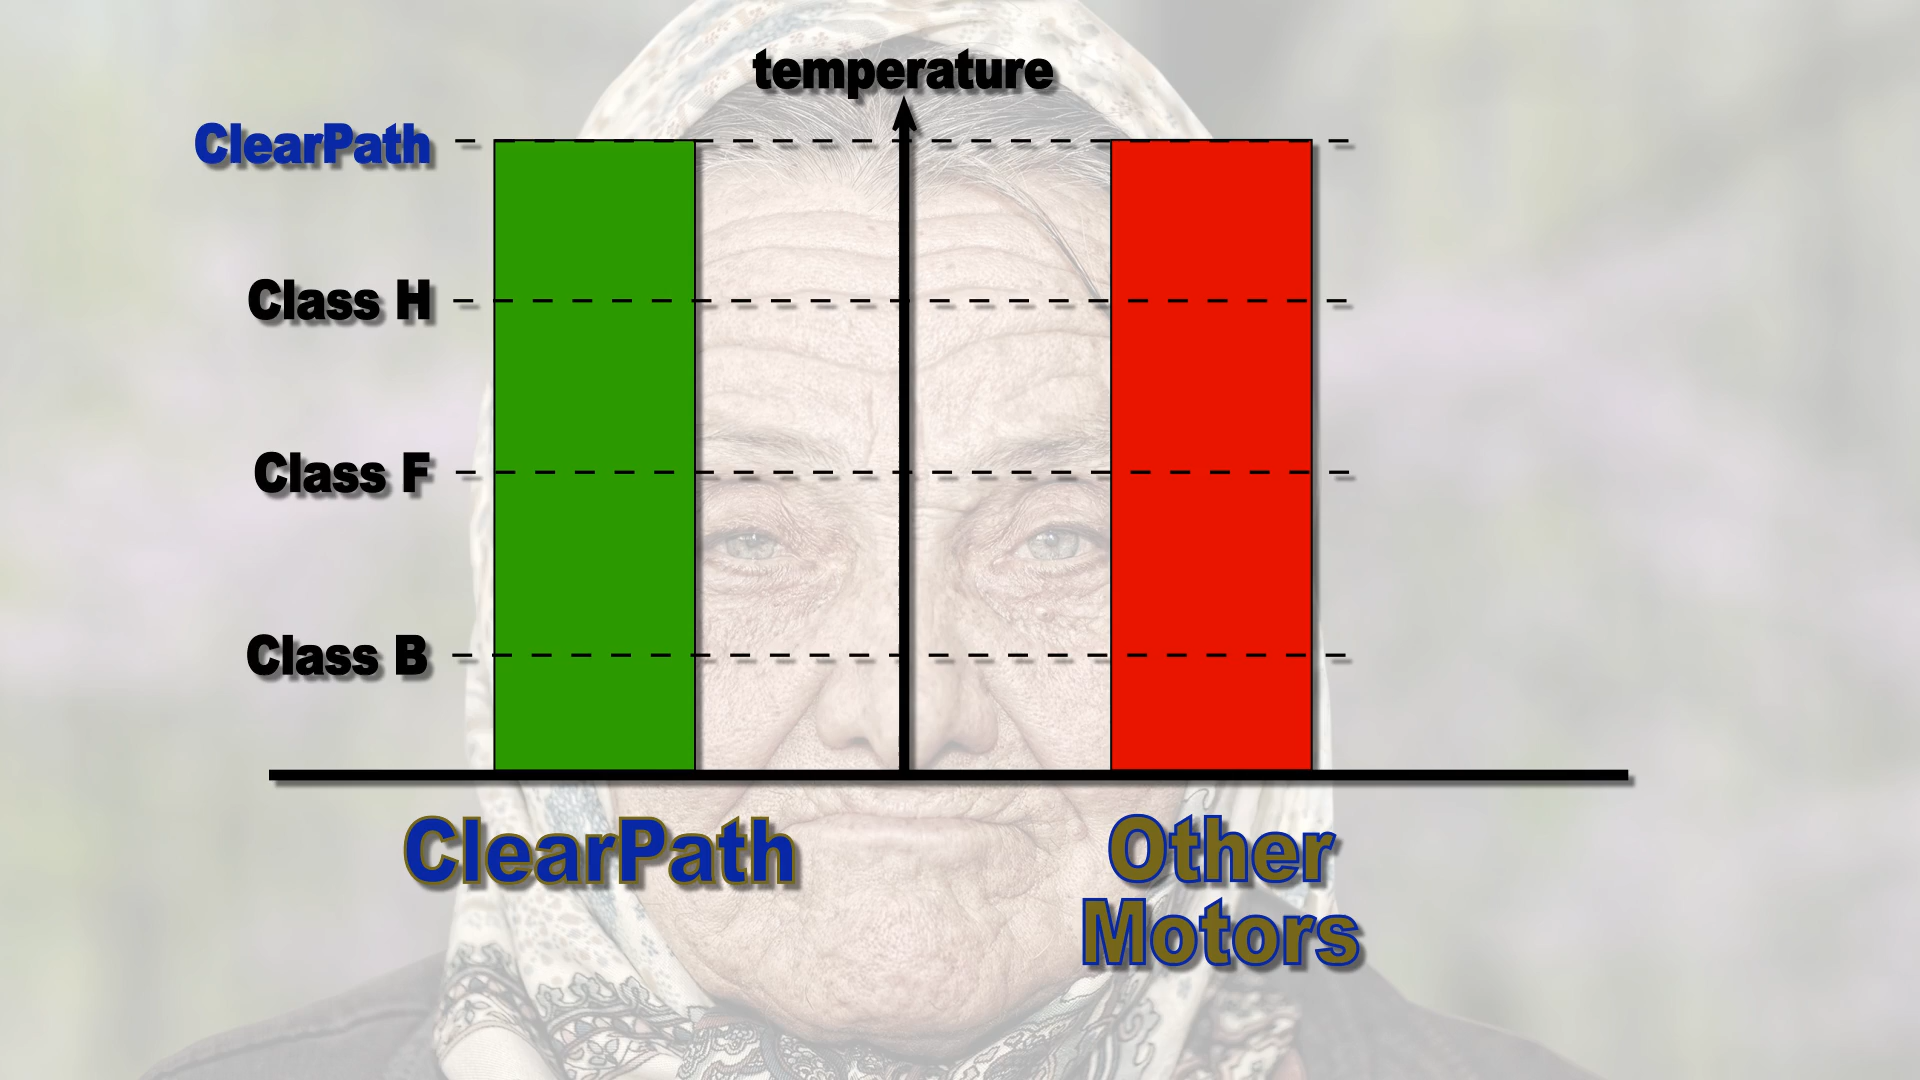 temperature
ClearPath
Class H
Class F
Class B
ClearPath
Other
Motors